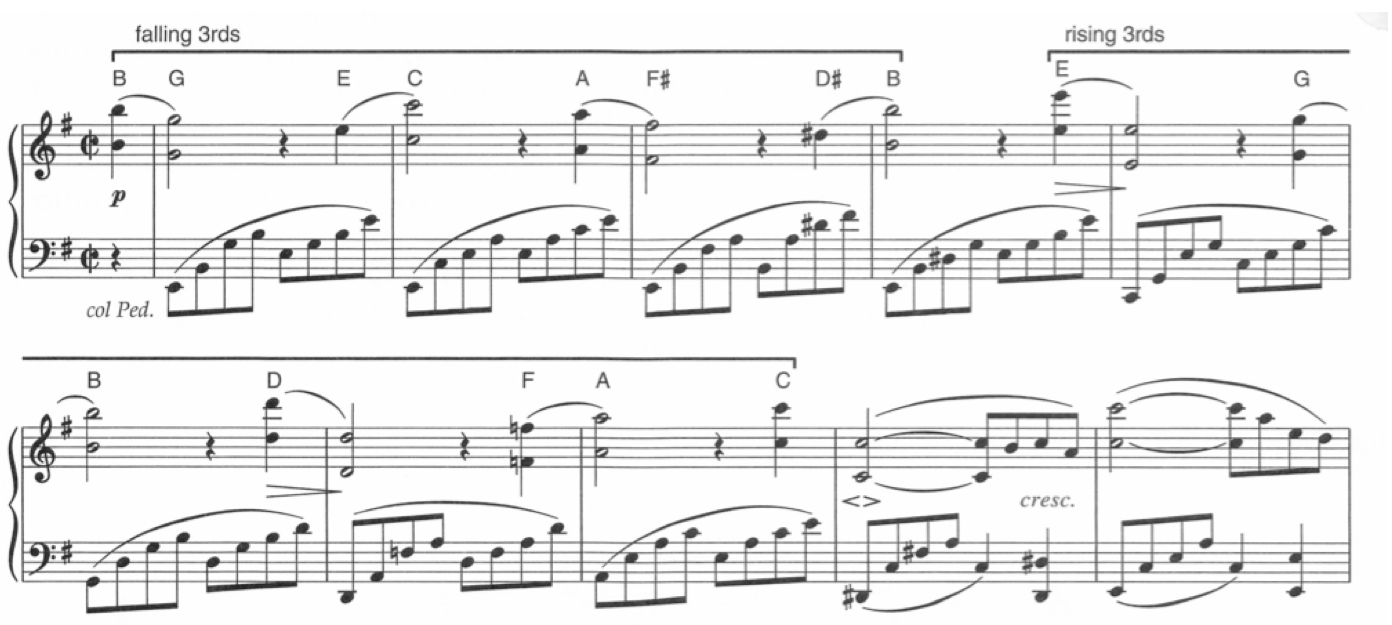 falling 3rds rising 3rds
B G E C A F♯ D♯ B E G
p
col Ped.
B D F A C
<> cresc.